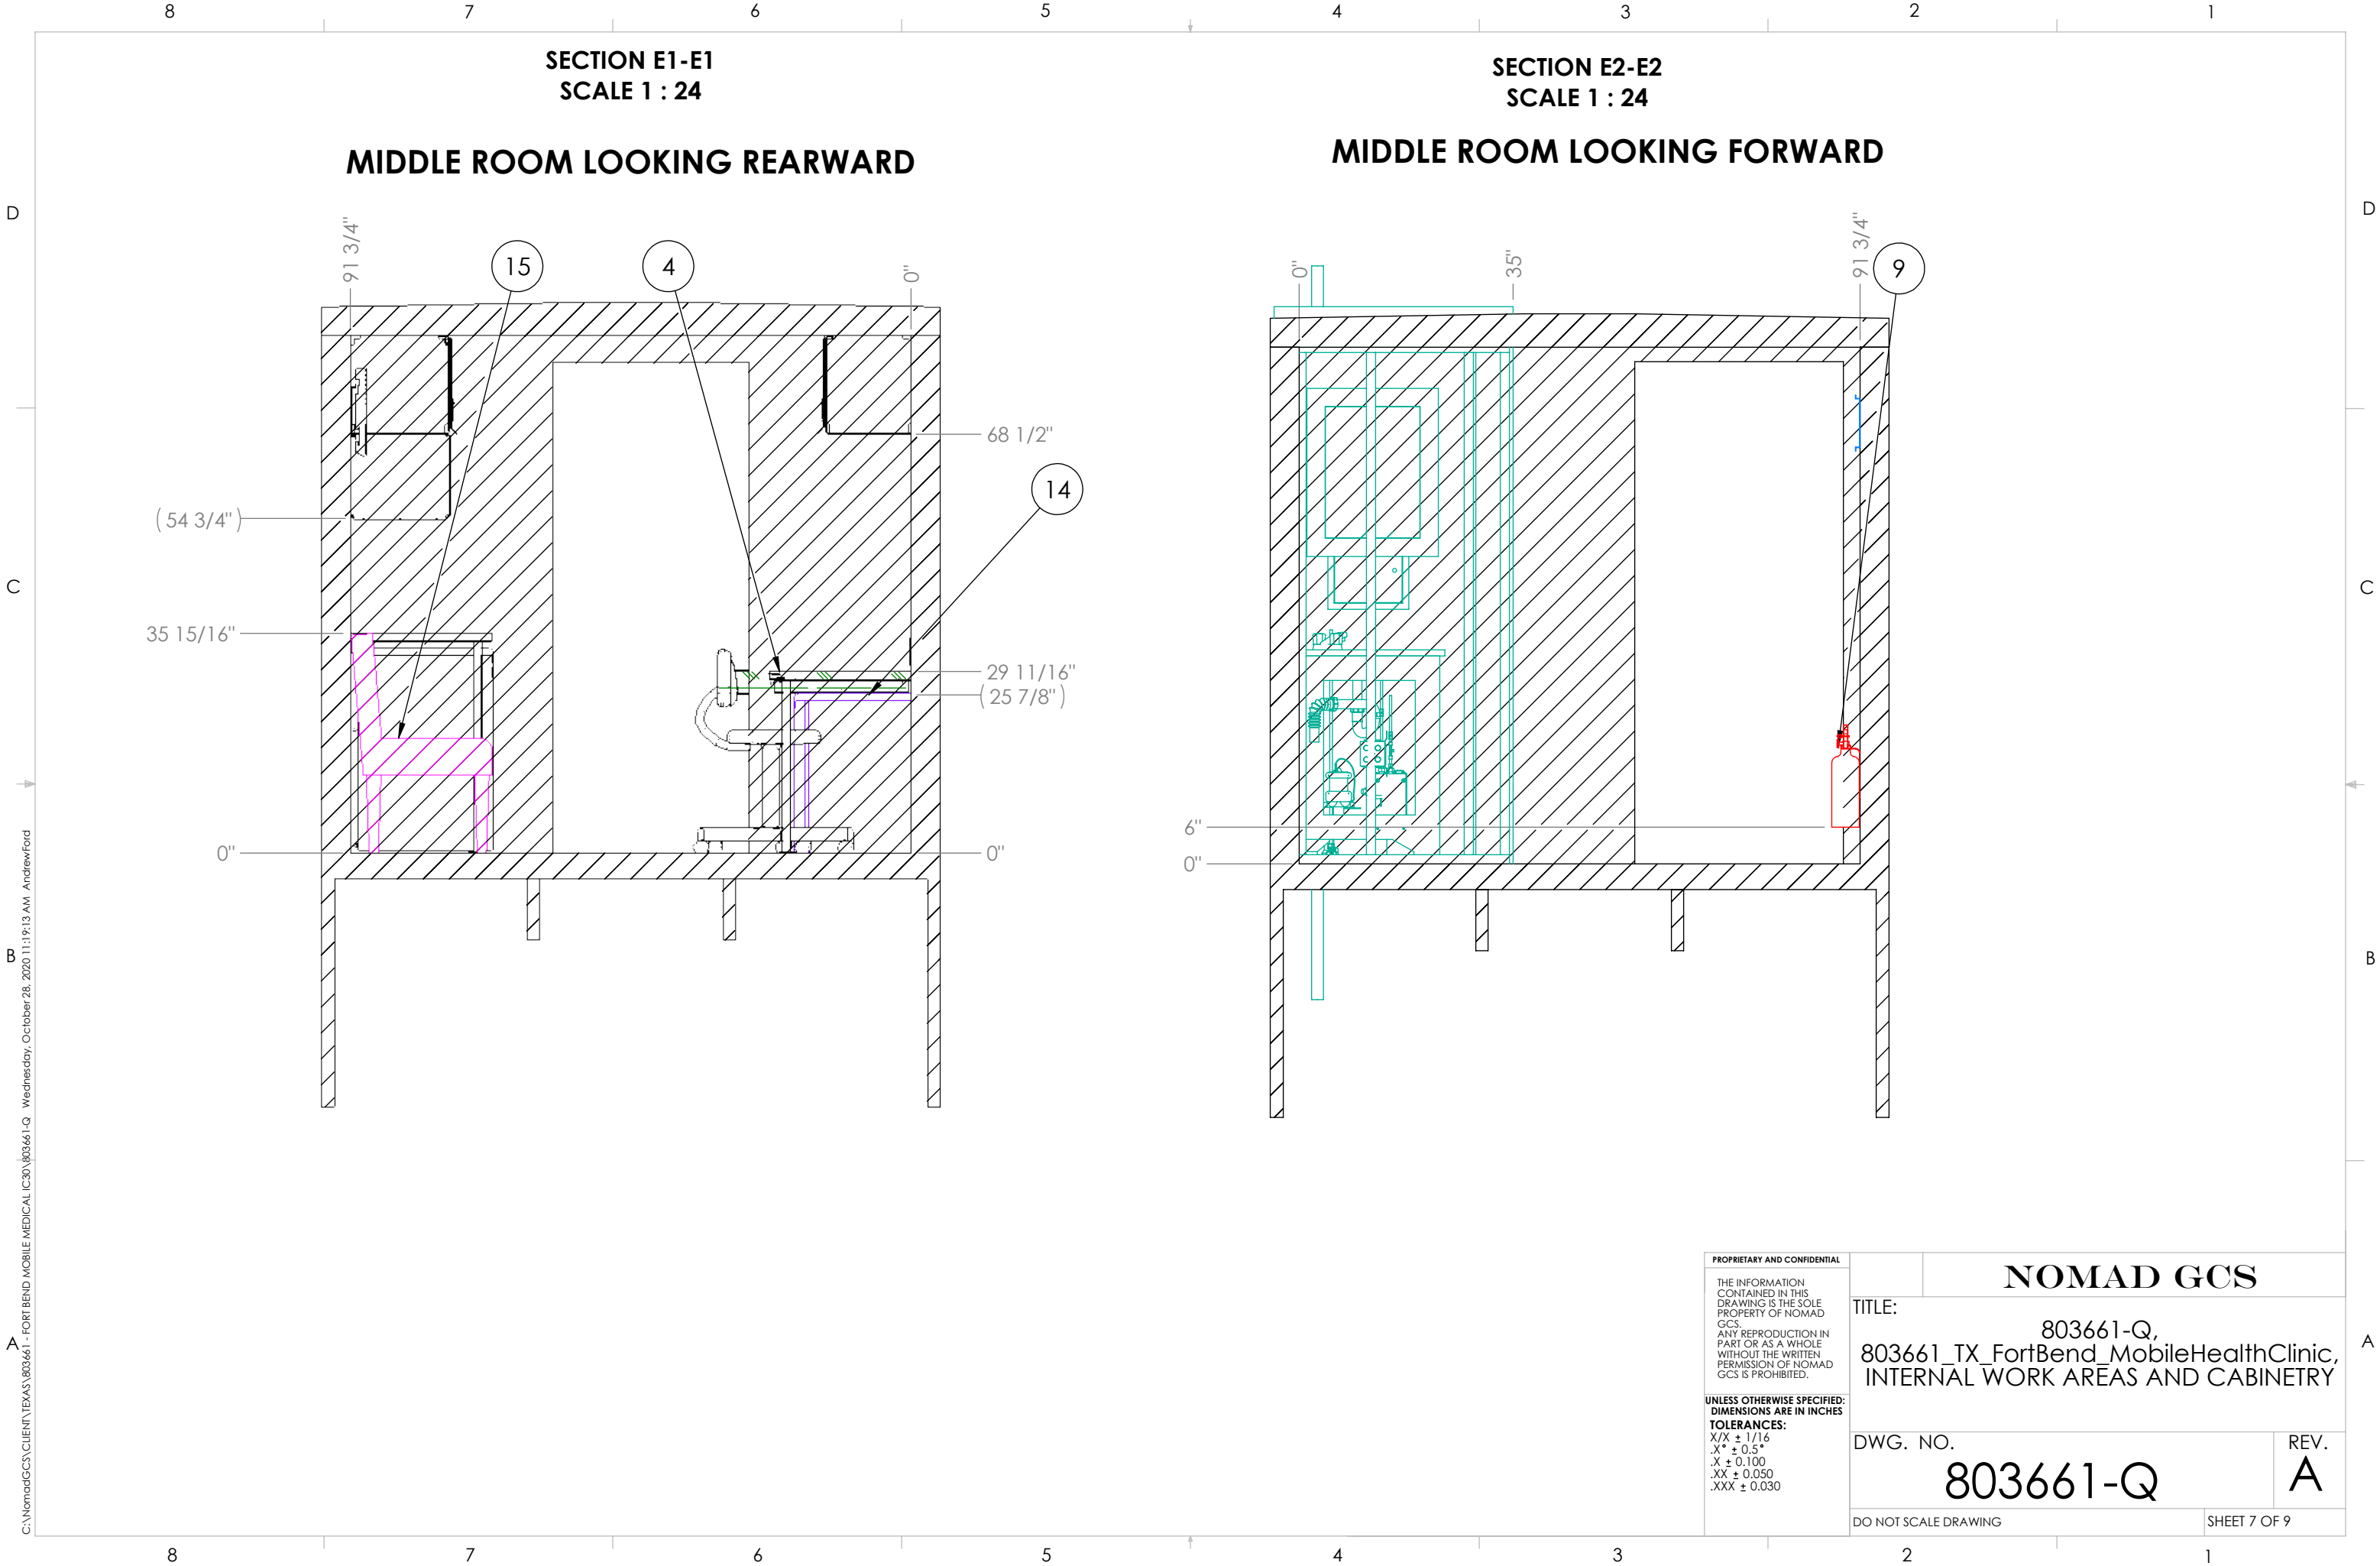 8 7 6 5 4 3 2 1
SECTION E1-E1
SCALE 1 : 24
MIDDLE ROOM LOOKING REARWARD
SECTION E2-E2
SCALE 1 : 24
MIDDLE ROOM LOOKING FORWARD
D
D
91 3/4"
15
4
0"
68 1/2"
14
( 54 3/4" )
35 15/16"
29 11/16"
( 25 7/8" )
0"
0"
0"
35"
91 3/4"
9
6"
0"
C
C
B
B
A
A
C:\NomadGCS\CLIENT\TEXAS\803661 - FORT BEND MOBILE MEDICAL IC30\803661-Q Wednesday, October 28, 2020 11:19:13 AM AndrewFord
PROPRIETARY AND CONFIDENTIAL
THE INFORMATION
CONTAINED IN THIS
DRAWING IS THE SOLE
PROPERTY OF NOMAD
GCS.
ANY REPRODUCTION IN
PART OR AS A WHOLE
WITHOUT THE WRITTEN
PERMISSION OF NOMAD
GCS IS PROHIBITED.
UNLESS OTHERWISE SPECIFIED:
DIMENSIONS ARE IN INCHES
TOLERANCES:
X/X ± 1/16
.X° ± 0.5°
.X ± 0.100
.XX ± 0.050
.XXX ± 0.030
NOMAD GCS
TITLE:
803661-Q,
803661_TX_FortBend_MobileHealthClinic,
INTERNAL WORK AREAS AND CABINETRY
DWG. NO.
803661-Q
REV.
A
DO NOT SCALE DRAWING
SHEET 7 OF 9
8 7 6 5 4 3 2 1